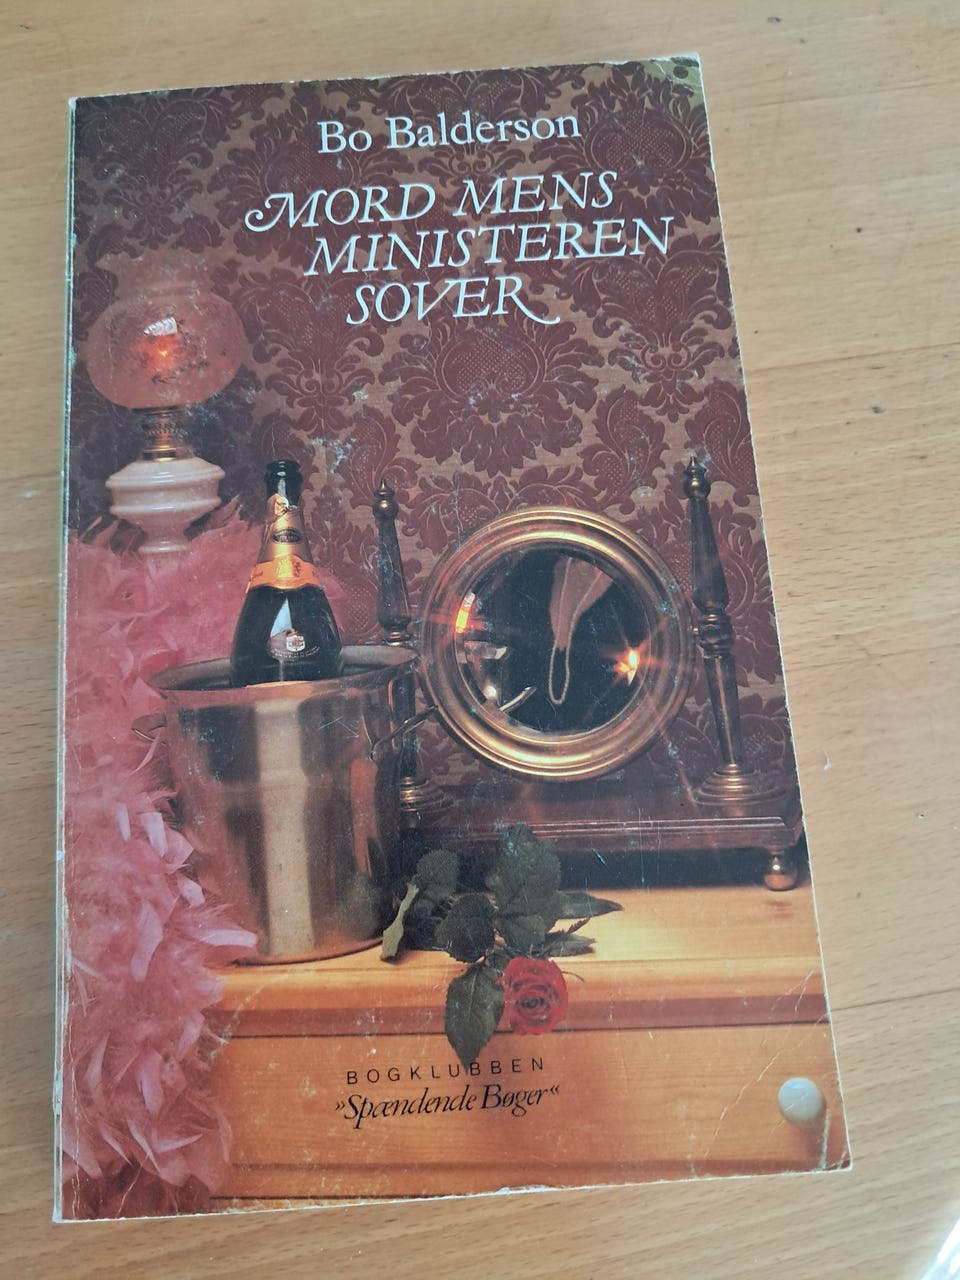 Bo Balderson
MORD MENS
MINISTEREN
SOVER
BOGKLUBBEN
»Spændende Bøger«